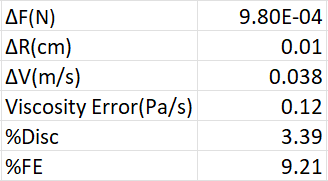 ΔF(N) 9.80E-04
ΔR(cm) 0.01
ΔV(m/s) 0.038
Viscosity Error(Pa/s) 0.12
%Disc 3.39
%FE 9.21